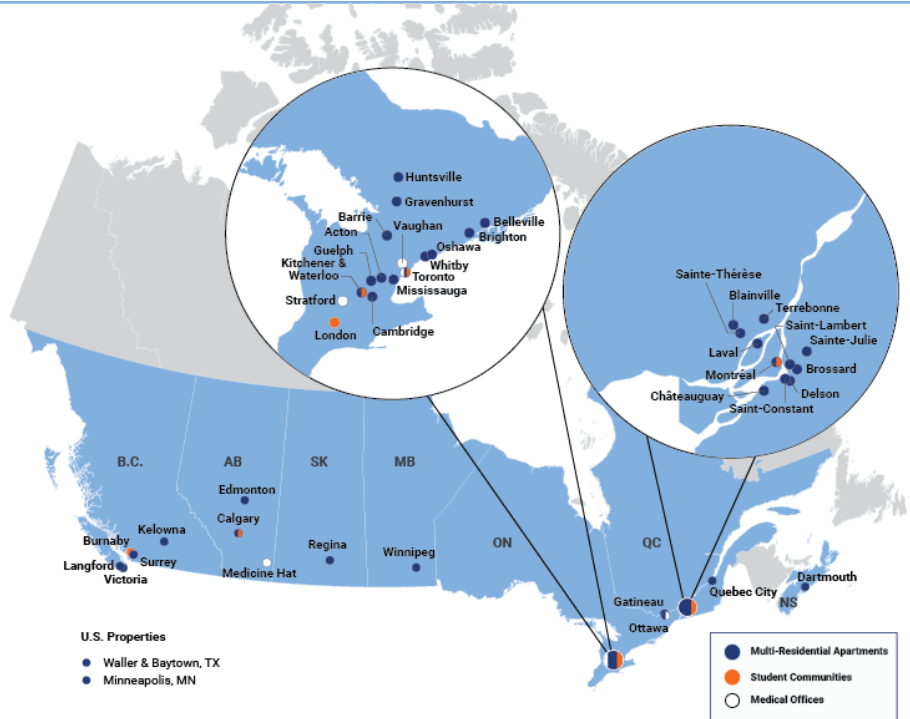 Huntsville
Gravenhurst
Barrie
Vaughan
Belleville
Acton
Brighton
Guelph
Oshawa
Kitchener &
Waterloo
Whitby
Toronto
Mississauga
Stratford
London
Cambridge
Sainte-Thérèse
Blainville
Terrebonne
Saint-Lambert
Sainte-Julie
Laval
Montréal
Brossard
Châteauguay
Delson
Saint-Constant
B.C.
AB
SK
MB
ON
QC
NS
Edmonton
Calgary
Kelowna
Burnaby
Surrey
Langford
Victoria
Medicine Hat
Regina
Winnipeg
Gatineau
Ottawa
Quebec City
Dartmouth
U.S. Properties
Waller & Baytown, TX
Minneapolis, MN
Multi-Residential Apartments
Student Communities
Medical Offices